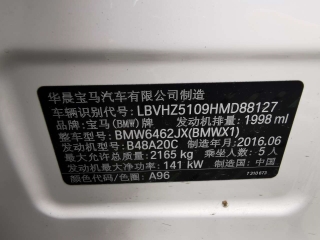 华晨宝马汽车有限公司制造
车辆识别代号: LBVHZ5109HMD88127
品牌: 宝马(BMW)牌 发动机排量: 1998 ml
整车型号: BMW6462JX(BMWX1)
发动机型号: B48A20C 制造年月: 2016.06
最大允许总质量: 2165 kg 乘坐人数: 5 人
发动机最大净功率: 141 kW 制造国: 中国
颜色代码/色圈: A96